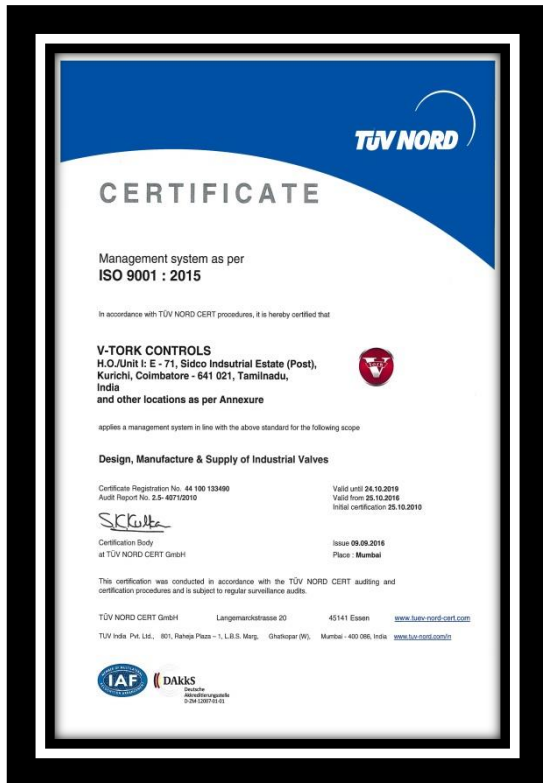 TÜV NORD
CERTIFICATE
Management system as per
ISO 9001 : 2015
In accordance with TÜV NORD CERT procedures, it is hereby certified that
V-TORK CONTROLS
H.O./Unit I: E - 71, Sidco Indsutrial Estate (Post),
Kurichi, Coimbatore - 641 021, Tamilnadu,
India
and other locations as per Annexure
applies a management system in line with the above standard for the following scope
Design, Manufacture & Supply of Industrial Valves
Certificate Registration No. 44 100 133490
Audit Report No. 2.5- 4071/2010
Valid until 24.10.2019
Valid from 25.10.2016
Initial certification 25.10.2010
Certification Body
at TÜV NORD CERT GmbH
Issue 09.09.2016
Place : Mumbai
This certification was conducted in accordance with the TÜV NORD CERT auditing and
certification procedures and is subject to regular surveillance audits.
TÜV NORD CERT GmbH Langemarckstrasse 20 45141 Essen www.tuev-nord-cert.com
TUV India Pvt. Ltd., 801, Raheja Plaza – 1, L.B.S. Marg, Ghatkopar (W), Mumbai - 400 086, India www.tuv-nord.com/in
IAF
DAkkS
Deutsche
Akkreditierungsstelle
D-ZM-12007-01-01